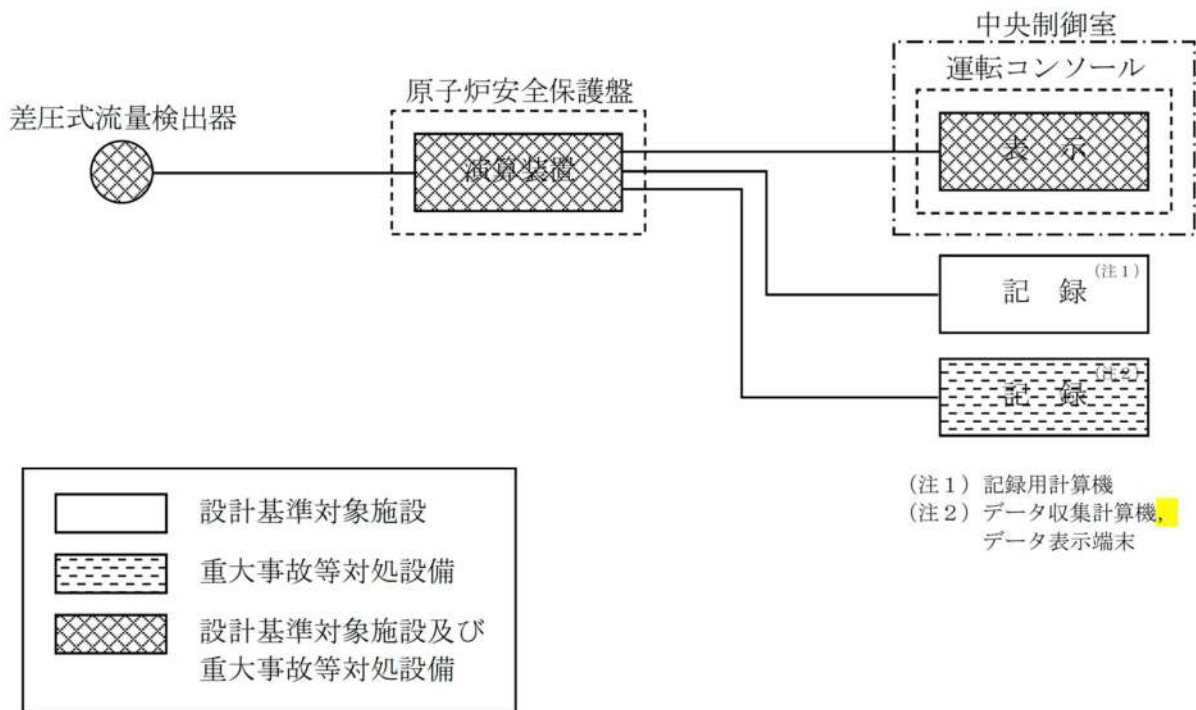 中央制御室
運転コンソール
原子炉安全保護盤
差圧式流量検出器
演算装置
表 示
記 録 (注1)
記 録 (注2)
(注1) 記録用計算機
(注2) データ収集計算機,
データ表示端末
設計基準対象施設
重大事故等対処設備
設計基準対象施設及び
重大事故等対処設備